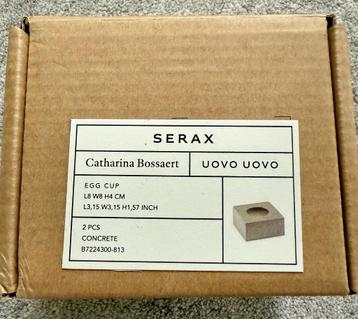 SERAX
Catharina Bossaert
UOVO UOVO
EGG CUP
L8 W8 H4 CM
L3,15 W3,15 H1,57 INCH
2 PCS
CONCRETE
B7224300-813